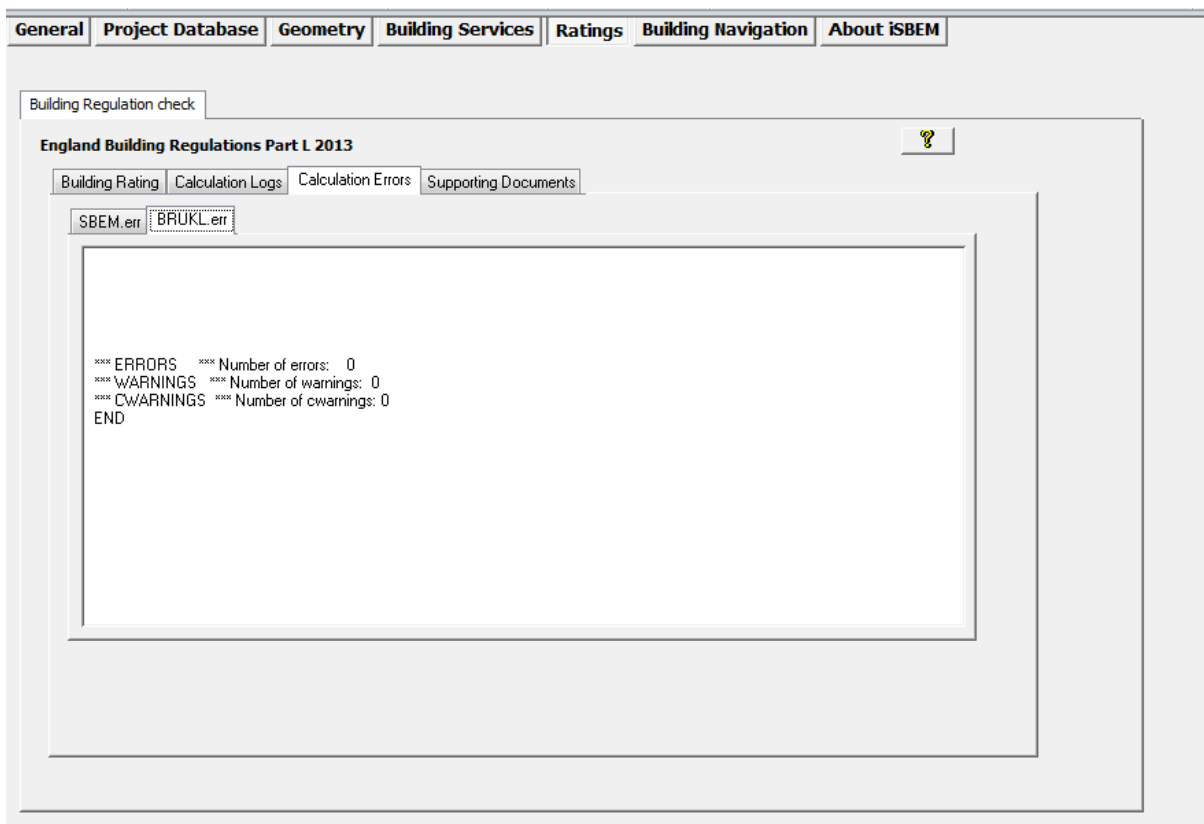 General Project Database Geometry Building Services Ratings Building Navigation About iSBEM
Building Regulation check
England Building Regulations Part L 2013
?
Building Rating Calculation Logs Calculation Errors Supporting Documents
SBEM.err BRUKL.err
*** ERRORS *** Number of errors: 0
*** WARNINGS *** Number of warnings: 0
*** CWARNINGS *** Number of cwarnings: 0
END